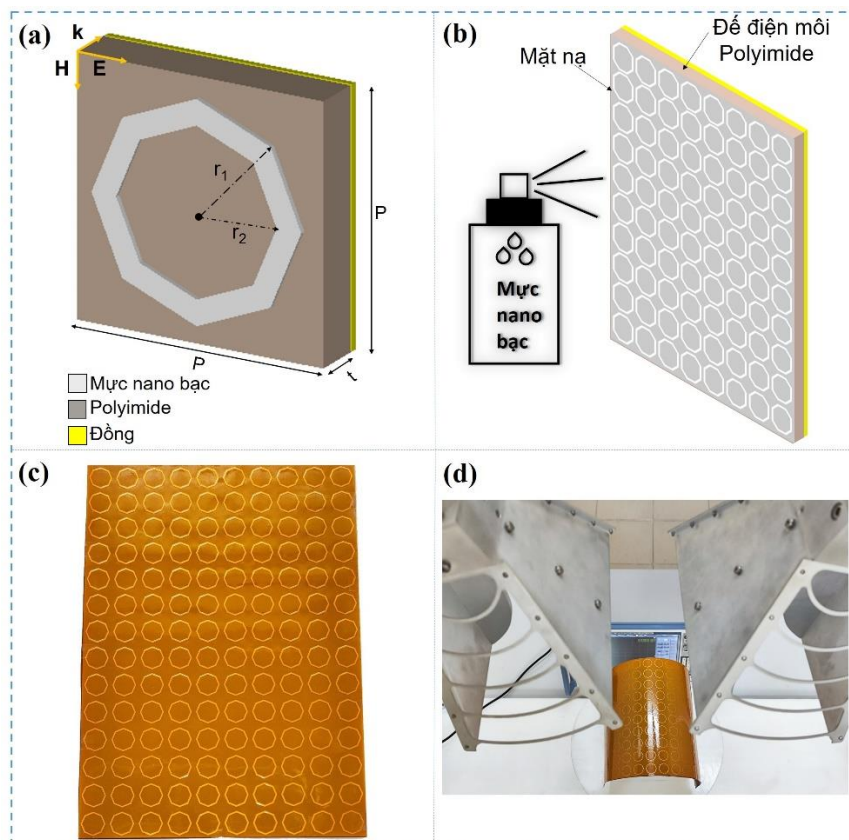 (a)
k
H
E
r1
r2
P
P
t
Mực nano bạc
Polyimide
Đồng
(b)
Mặt nạ
Đế điện môi
Polyimide
Mực
nano
bạc
(c)
(d)